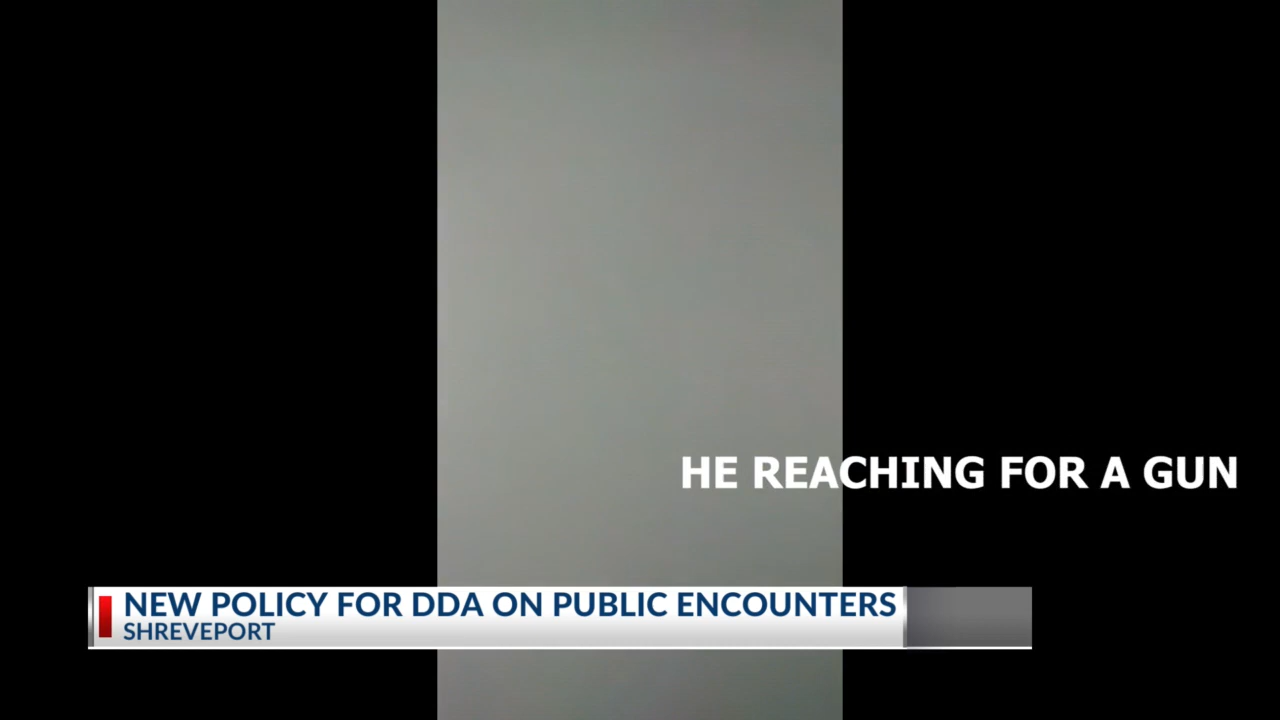 HE REACHING FOR A GUN
NEW POLICY FOR DDA ON PUBLIC ENCOUNTERS
SHREVEPORT